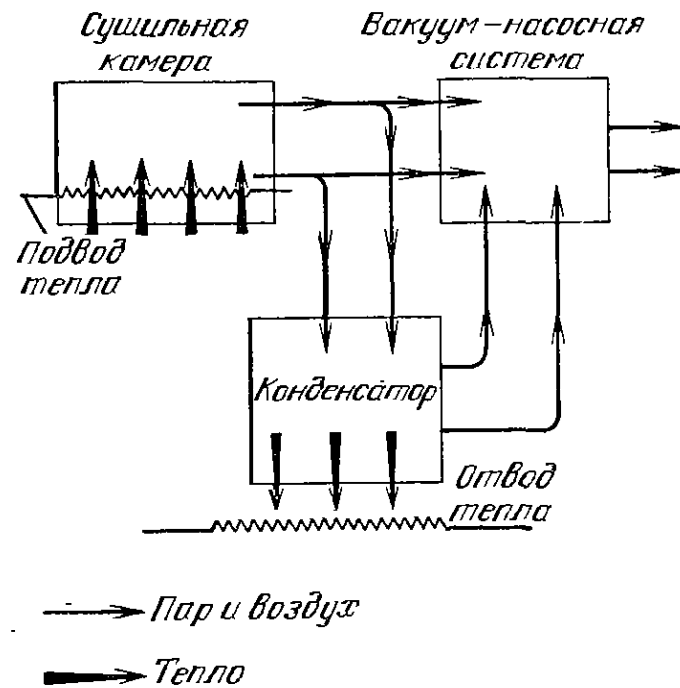 Сушильная
камера
Вакуум-насосная
система
Подвод
тепла
Конденсатор
Отвод
тепла
Пар и воздух
Тепло